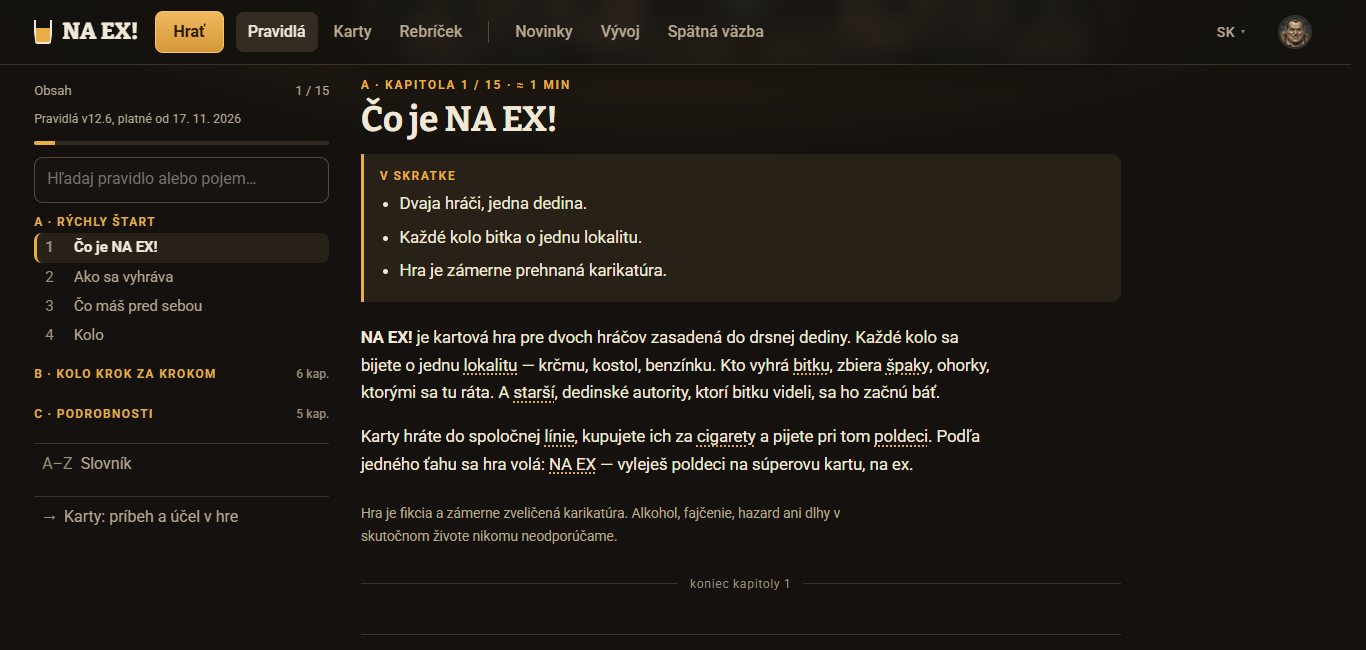 NA EX! Hrať Pravidlá Karty Rebríček Novinky Vývoj Spätná väzba SK
Obsah 1 / 15
Pravidlá v12.6, platné od 17. 11. 2026
Hľadaj pravidlo alebo pojem…
A · RÝCHLY ŠTART
1 Čo je NA EX!
2 Ako sa vyhráva
3 Čo máš pred sebou
4 Kolo
B · KOLO KROK ZA KROKOM 6 kap.
C · PODROBNOSTI 5 kap.
A–Z Slovník
→ Karty: príbeh a účel v hre
A · KAPITOLA 1 / 15 · ≈ 1 MIN
Čo je NA EX!
V SKRATKE
• Dvaja hráči, jedna dedina.
• Každé kolo bitka o jednu lokalitu.
• Hra je zámerne prehnaná karikatúra.
NA EX! je kartová hra pre dvoch hráčov zasadená do drsnej dediny. Každé kolo sa
bijete o jednu lokalitu — krčmu, kostol, benzínku. Kto vyhrá bitku, zbiera špaky, ohorky,
ktorými sa tu ráta. A starší, dedinské autority, ktorí bitku videli, sa ho začnú báť.
Karty hráte do spoločnej línie, kupujete ich za cigarety a pijete pri tom poldeci. Podľa
jedného ťahu sa hra volá: NA EX — vyleješ poldeci na súperovu kartu, na ex.
Hra je fikcia a zámerne zveličená karikatúra. Alkohol, fajčenie, hazard ani dlhy v
skutočnom živote nikomu neodporúčame.
koniec kapitoly 1